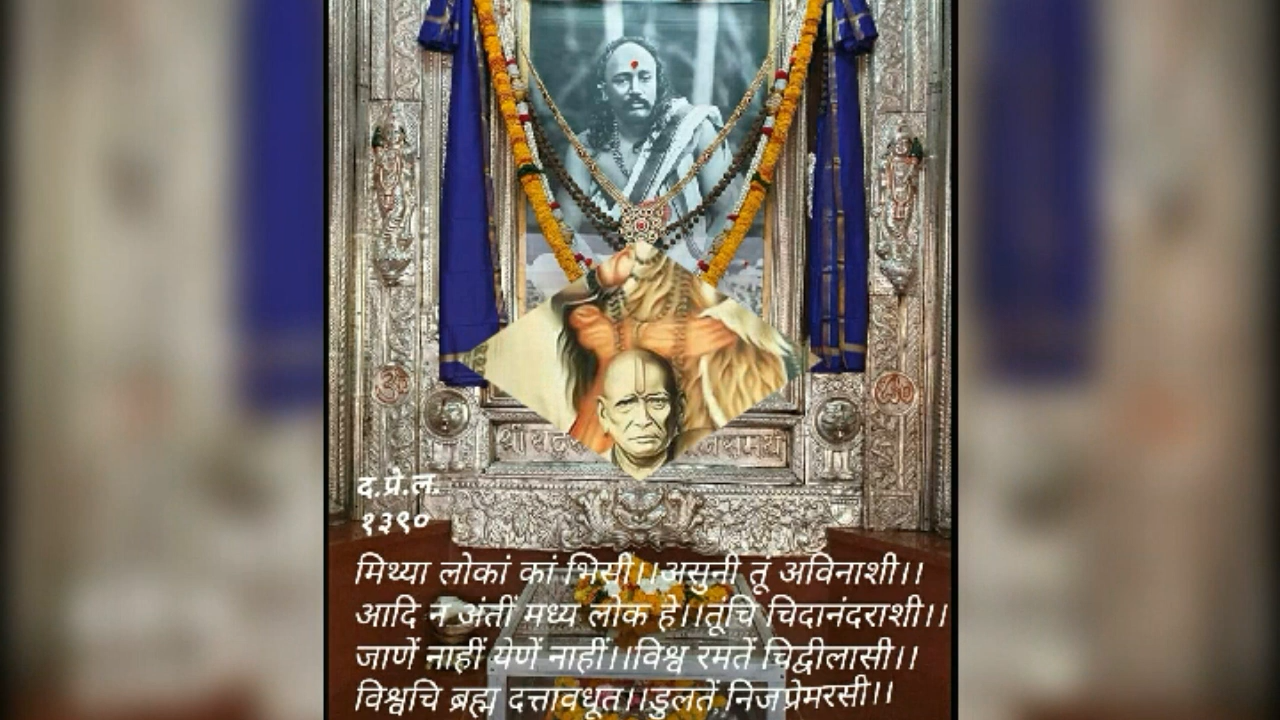 ॐ
द.प्रे.ल.
१३९०
मिथ्या लोकां कां भिसी।।असुनी तूं अविनाशी।।
आदि न अंतीं मध्य लोक हे।।तूंचि चिदानंदराशी।।
जाणें नाहीं येणें नाहीं।।विश्व रमतें चिद्वीलासी।।
विश्वचि ब्रह्म दत्तावधूत।।डुलतें निजप्रेमरसी।।